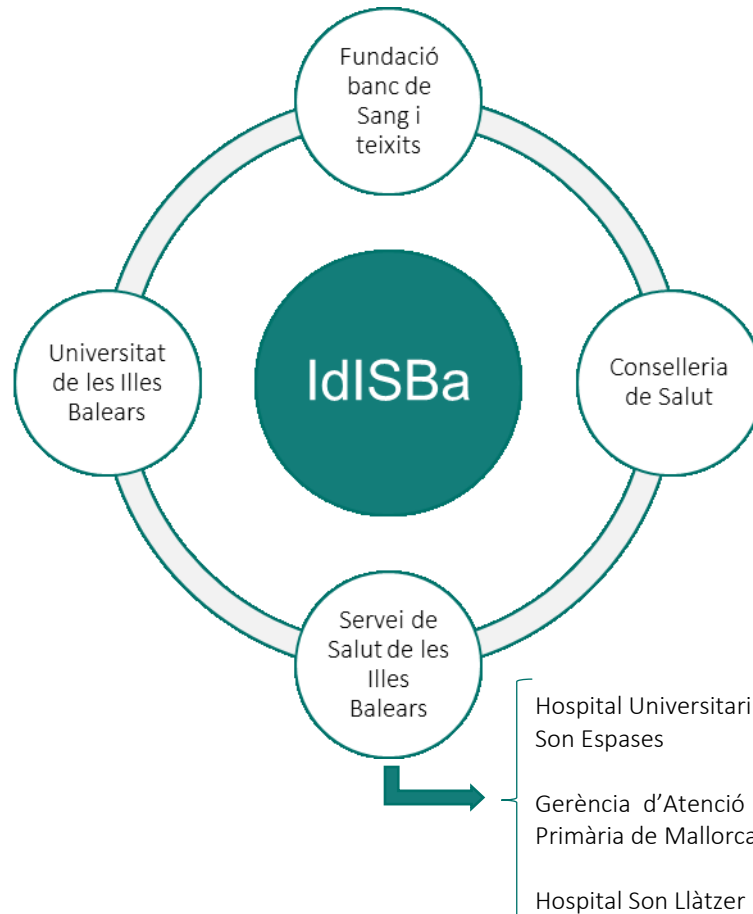 Fundació
banc de
Sang i
teixits
Universitat
de les Illes
Balears
IdISBa
Conselleria
de Salut
Servei de
Salut de les
Illes
Balears
Hospital Universitari
Son Espases
Gerència d’Atenció
Primària de Mallorca
Hospital Son Llàtzer